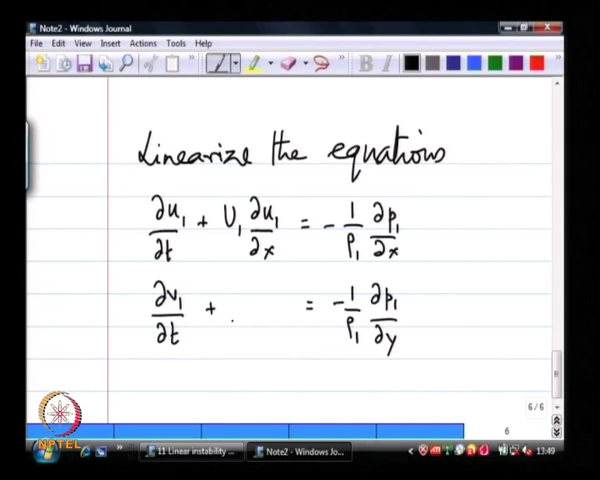 Note2 - Windows Journal
File Edit View Insert Actions Tools Help
Linearize the equations
∂u₁/∂t + U₁ ∂u₁/∂x = - 1/ρ₁ ∂p₁/∂x
∂v₁/∂t + = - 1/ρ₁ ∂p₁/∂y
6/6
6
NPTEL
11 Linear instability ...
Note2 - Windows Jo...
13:49